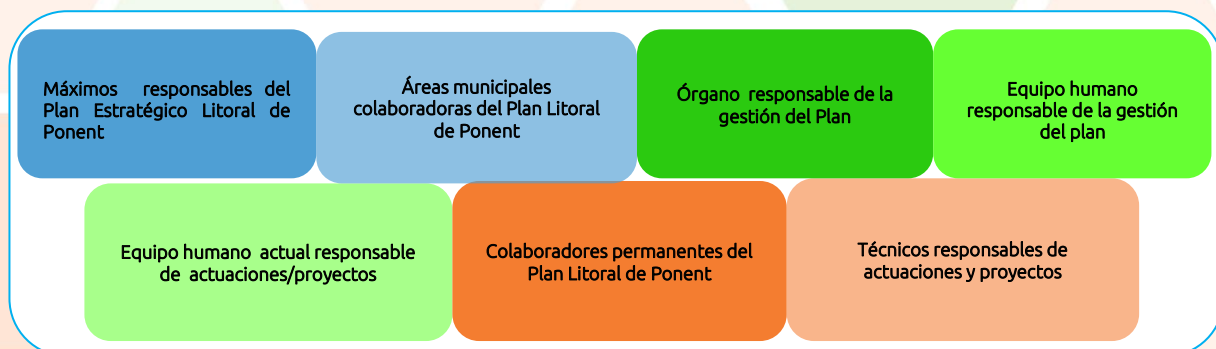 Máximos responsables del
Plan Estratégico Litoral de
Ponent
Áreas municipales
colaboradoras del Plan Litoral
de Ponent
Órgano responsable de la
gestión del Plan
Equipo humano
responsable de la gestión
del plan
Equipo humano actual responsable
de actuaciones/proyectos
Colaboradores permanentes del
Plan Litoral de Ponent
Técnicos responsables de
actuaciones y proyectos